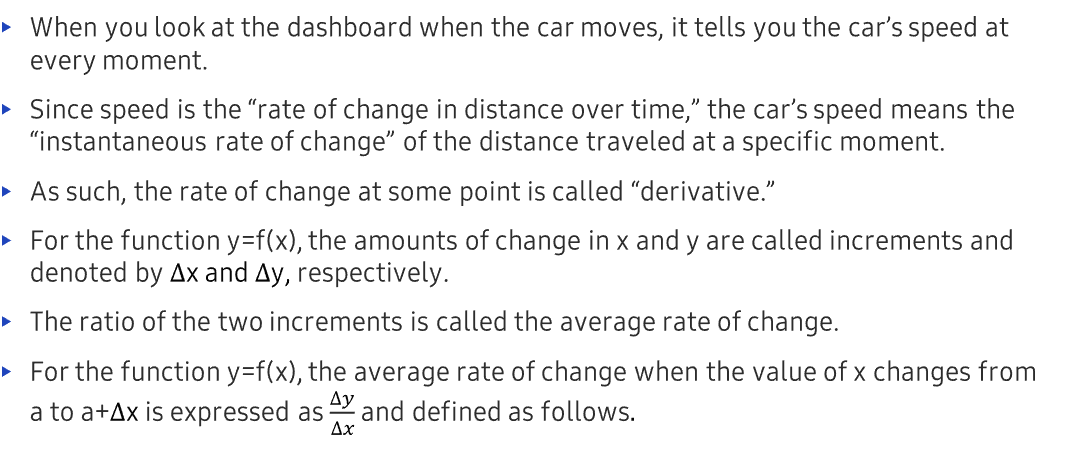 When you look at the dashboard when the car moves, it tells you the car's speed at
every moment.
Since speed is the “rate of change in distance over time,” the car's speed means the
“instantaneous rate of change” of the distance traveled at a specific moment.
As such, the rate of change at some point is called “derivative.”
For the function y=f(x), the amounts of change in x and y are called increments and
denoted by Δx and Δy, respectively.
The ratio of the two increments is called the average rate of change.
For the function y=f(x), the average rate of change when the value of x changes from
a to a+Δx is expressed as Δy/Δx and defined as follows.